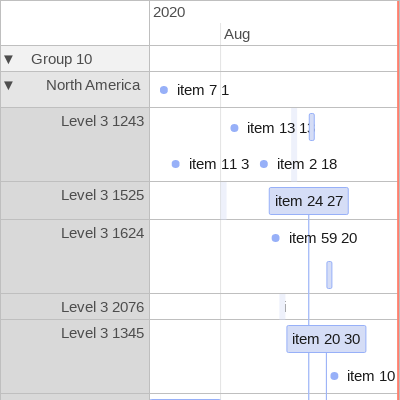 2020
Aug
▼ Group 10
▼ North America
item 7 1
Level 3 1243
item 13 13
item 11 3
item 2 18
Level 3 1525
item 24 27
Level 3 1624
item 59 20
Level 3 2076
i
Level 3 1345
item 20 30
item 10